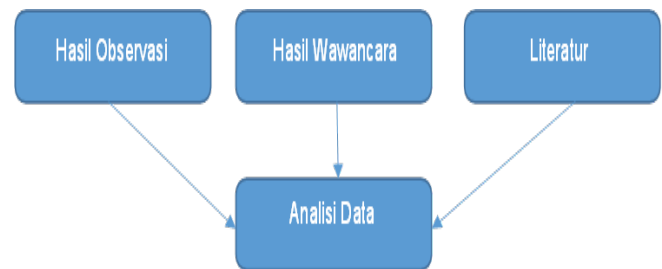 Hasil Observasi
Hasil Wawancara
Literatur
Analisi Data